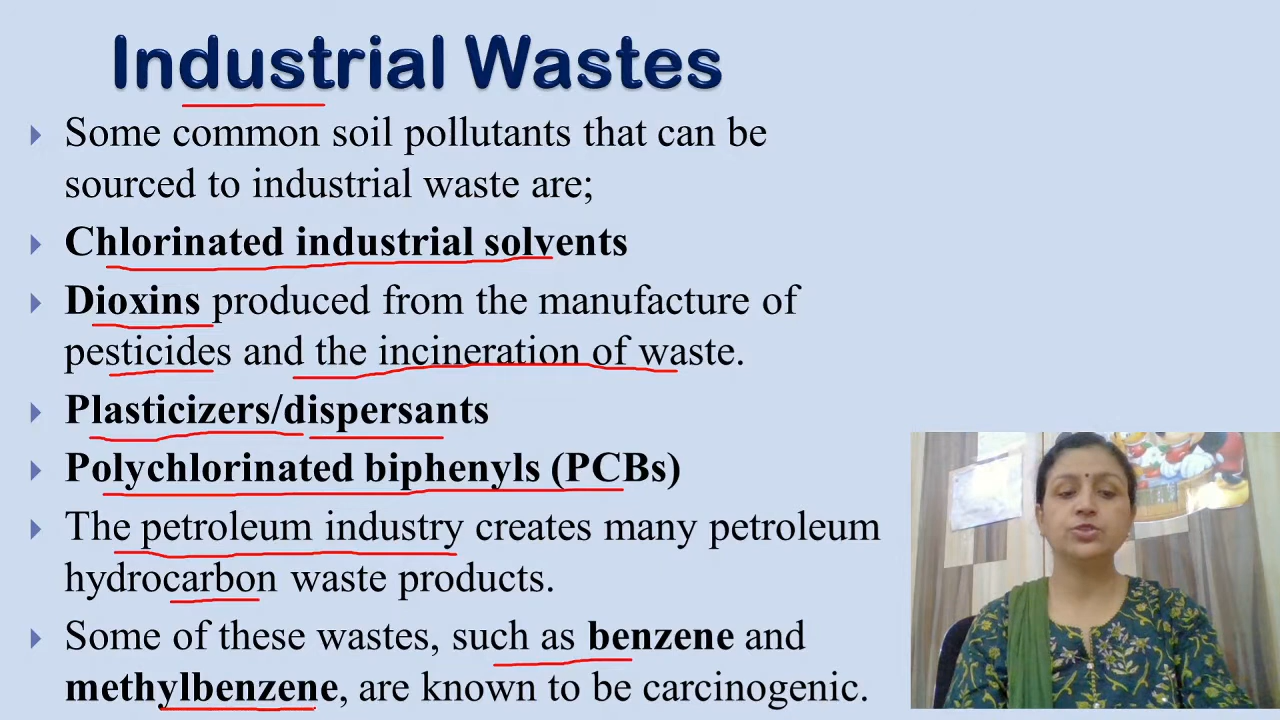 Industrial Wastes
Some common soil pollutants that can be
sourced to industrial waste are;
Chlorinated industrial solvents
Dioxins produced from the manufacture of
pesticides and the incineration of waste.
Plasticizers/dispersants
Polychlorinated biphenyls (PCBs)
The petroleum industry creates many petroleum
hydrocarbon waste products.
Some of these wastes, such as benzene and
methylbenzene, are known to be carcinogenic.